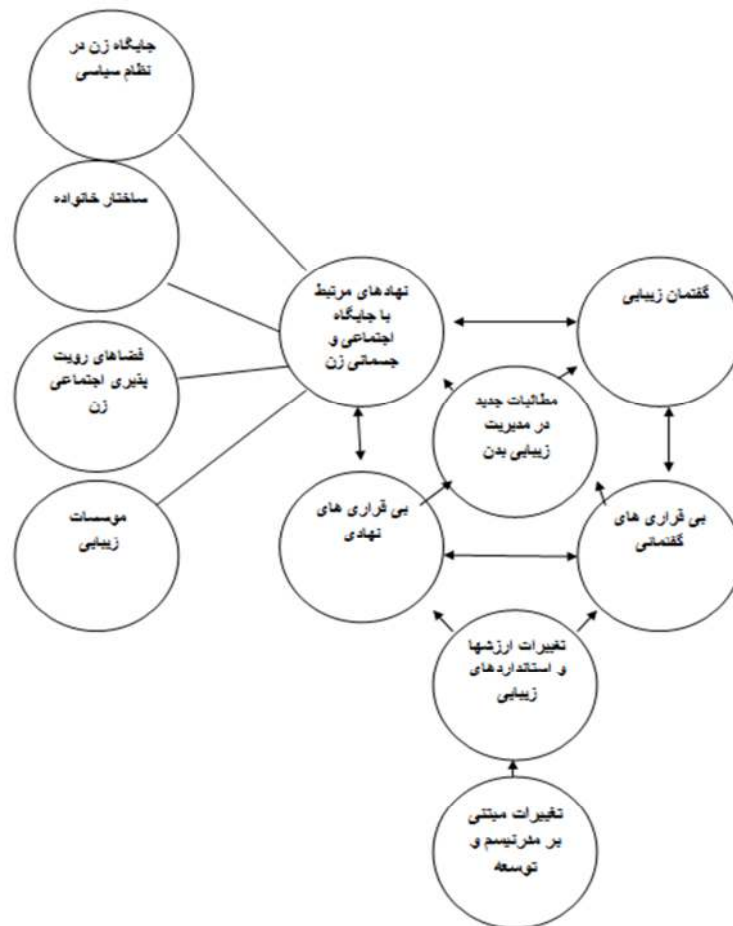 جایگاه زن در
نظام سیاسی
ساختار خانواده
فضاهای رویت
پذیری اجتماعی
زن
موسسات
زیبایی
نهادهای مرتبط
با جایگاه
اجتماعی و
جسمانی زن
گفتمان زیبایی
مطالبات جدید
در مدیریت
زیبایی بدن
بی قراری های
نهادی
بی قراری های
گفتمانی
تغییرات ارزشها
و استانداردهای
زیبایی
تغییرات مبتنی
بر مدرنیسم و
توسعه